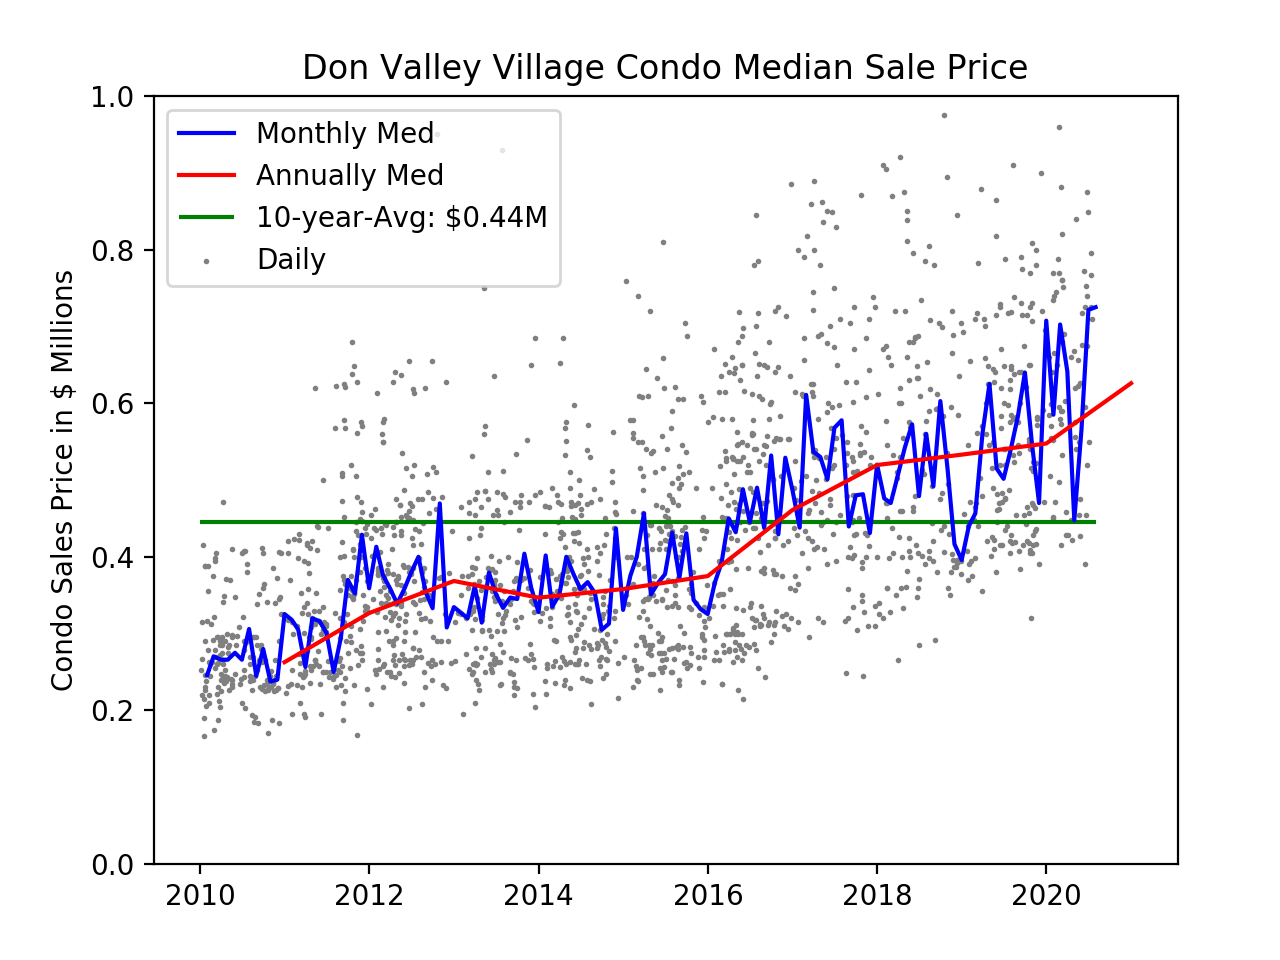 Don Valley Village Condo Median Sale Price
Condo Sales Price in $ Millions
1.0
0.8
0.6
0.4
0.2
0.0
Monthly Med
Annually Med
10-year-Avg: $0.44M
Daily
2010 2012 2014 2016 2018 2020